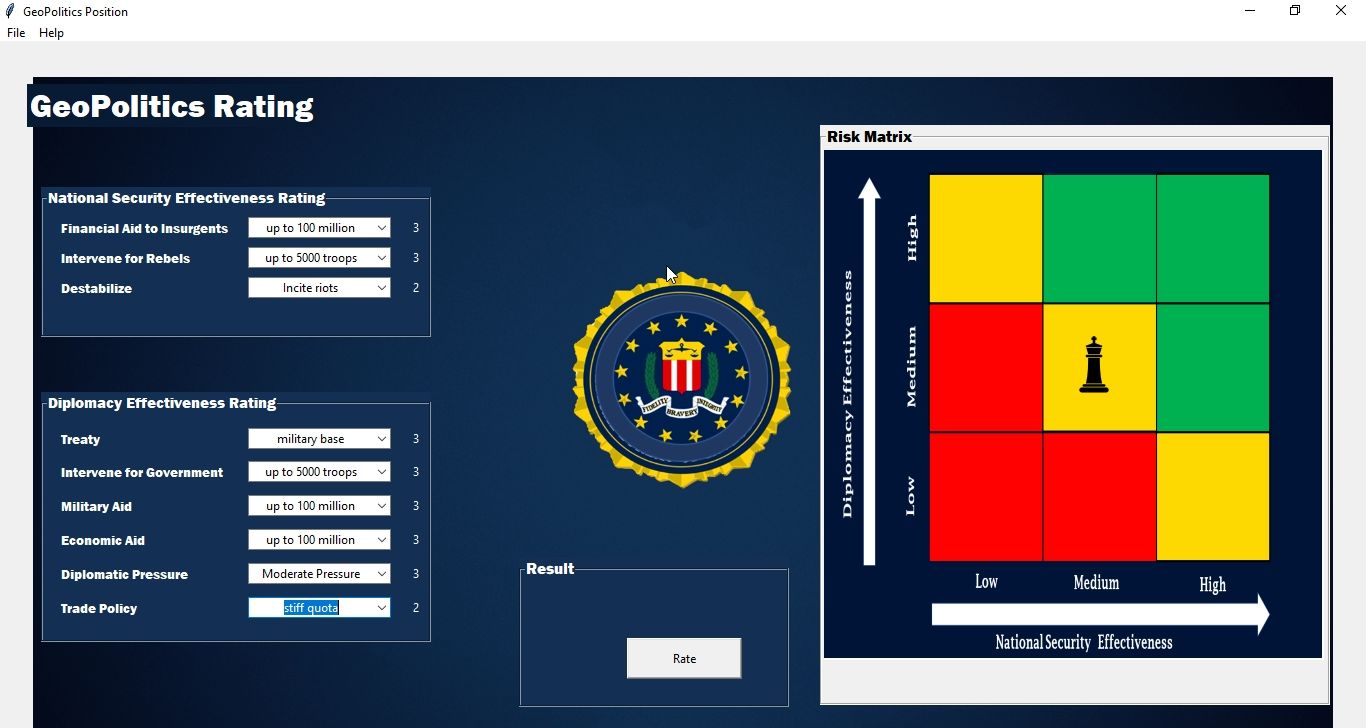 GeoPolitics Position
File Help
GeoPolitics Rating
National Security Effectiveness Rating
Financial Aid to Insurgents up to 100 million 3
Intervene for Rebels up to 5000 troops 3
Destabilize Incite riots 2
Diplomacy Effectiveness Rating
Treaty military base 3
Intervene for Government up to 5000 troops 3
Military Aid up to 100 million 3
Economic Aid up to 100 million 3
Diplomatic Pressure Moderate Pressure 3
Trade Policy stiff quota 2
FIDELITY BRAVERY INTEGRITY
Result
Rate
Risk Matrix
Diplomacy Effectiveness
High
Medium
Low
Low Medium High
National Security Effectiveness